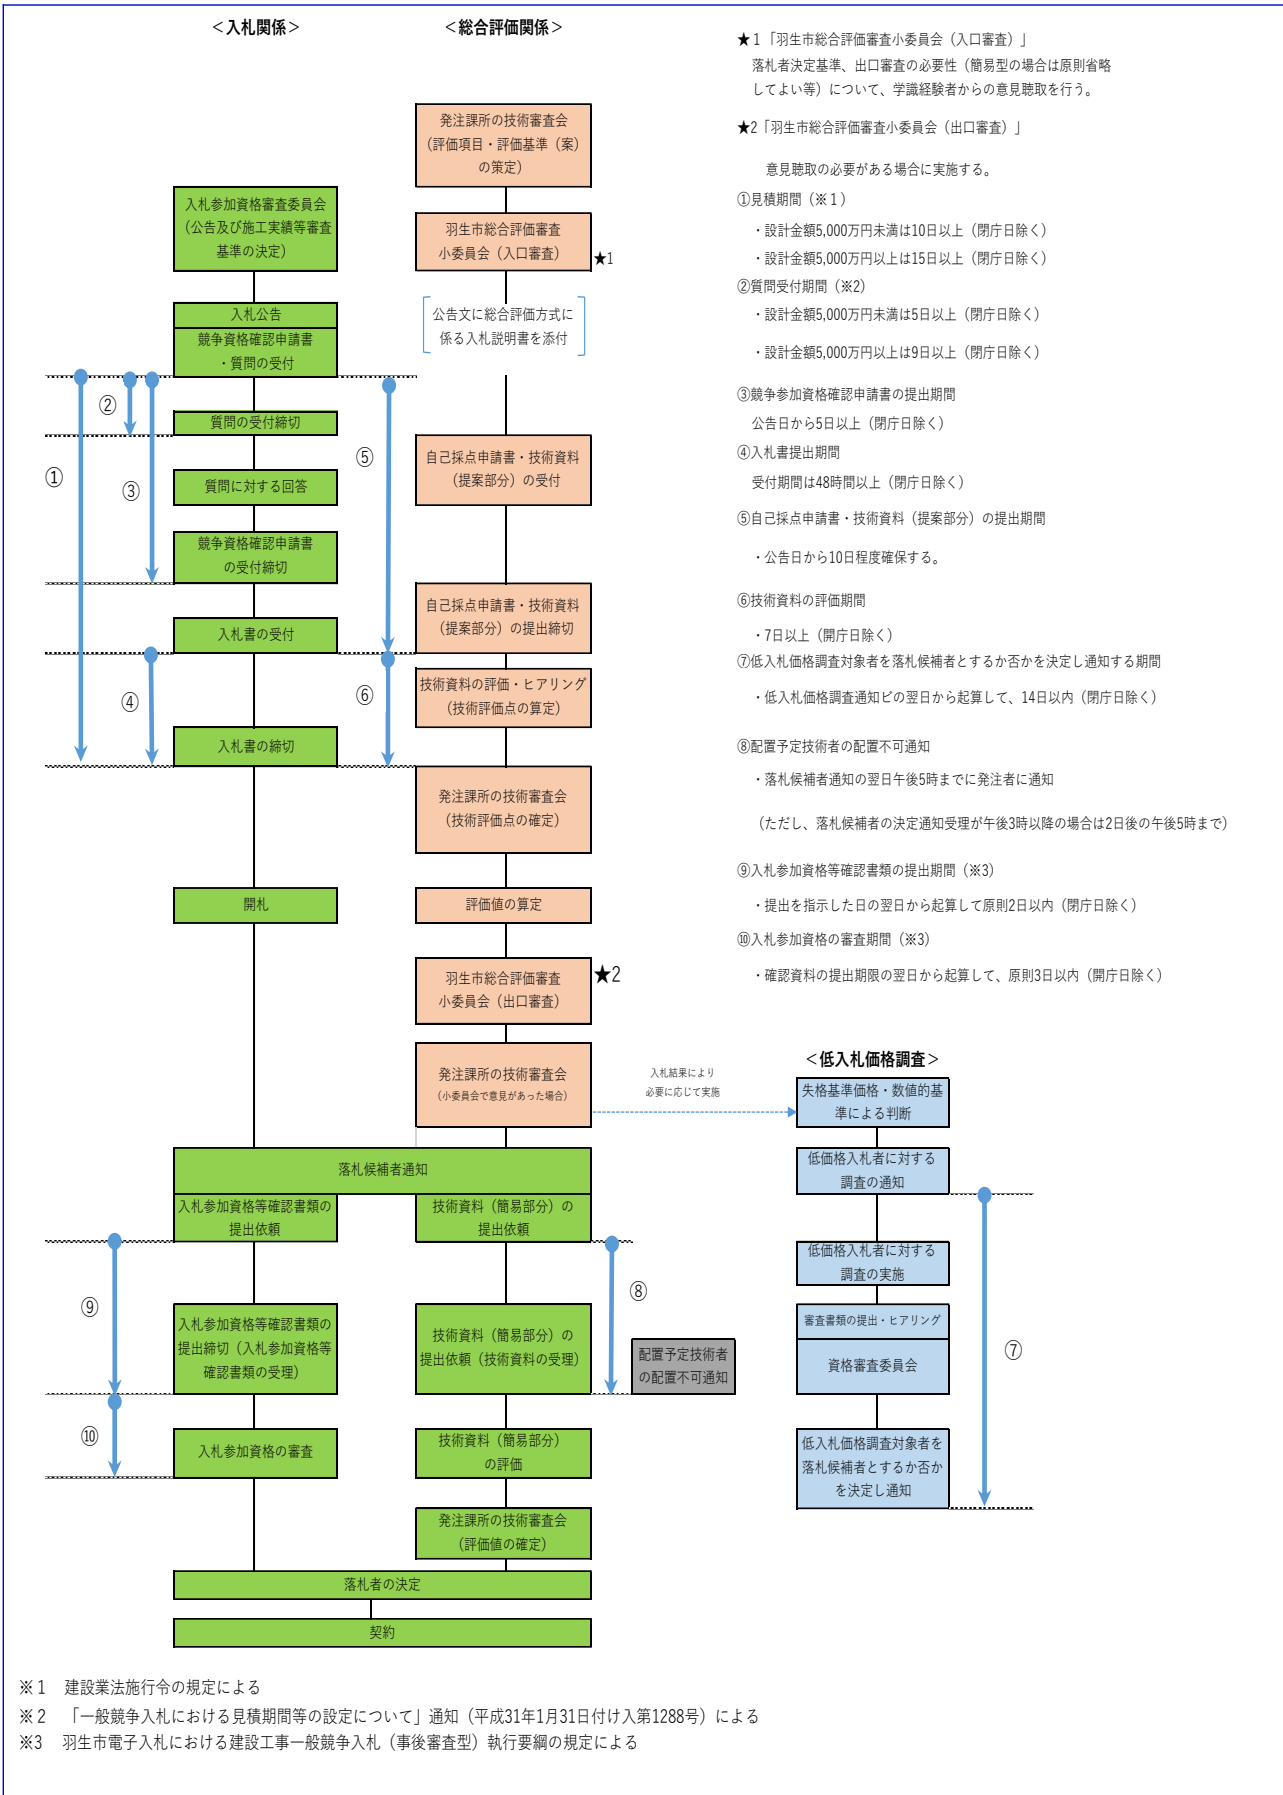 ＜入札関係＞
＜総合評価関係＞
発注課所の技術審査会
（評価項目・評価基準（案）
の策定）
入札参加資格審査委員会
（公告及び施工実績等審査
基準の決定）
羽生市総合評価審査
小委員会（入口審査）
★1
入札公告
競争資格確認申請書
・質問の受付
公告文に総合評価方式に
係る入札説明書を添付
②
質問の受付締切
①
③
⑤
自己採点申請書・技術資料
（提案部分）の受付
質問に対する回答
競争資格確認申請書
の受付締切
自己採点申請書・技術資料
（提案部分）の提出締切
入札書の受付
④
⑥
技術資料の評価・ヒアリング
（技術評価点の算定）
入札書の締切
発注課所の技術審査会
（技術評価点の確定）
開札
評価値の算定
羽生市総合評価審査
小委員会（出口審査）
★2
発注課所の技術審査会
（小委員会で意見があった場合）
入札結果により
必要に応じて実施
落札候補者通知
入札参加資格等確認書類の
提出依頼
技術資料（簡易部分）の
提出依頼
⑨
⑧
入札参加資格等確認書類の
提出締切（入札参加資格等
確認書類の受理）
技術資料（簡易部分）の
提出依頼（技術資料の受理）
配置予定技術者
の配置不可通知
⑩
入札参加資格の審査
技術資料（簡易部分）
の評価
発注課所の技術審査会
（評価値の確定）
落札者の決定
契約
★１「羽生市総合評価審査小委員会（入口審査）」
落札者決定基準、出口審査の必要性（簡易型の場合は原則省略
してよい等）について、学識経験者からの意見聴取を行う。
★2「羽生市総合評価審査小委員会（出口審査）」
意見聴取の必要がある場合に実施する。
①見積期間（※１）
・設計金額5,000万円未満は10日以上（閉庁日除く）
・設計金額5,000万円以上は15日以上（閉庁日除く）
②質問受付期間（※2）
・設計金額5,000万円未満は5日以上（閉庁日除く）
・設計金額5,000万円以上は9日以上（閉庁日除く）
③競争参加資格確認申請書の提出期間
公告日から5日以上（閉庁日除く）
④入札書提出期間
受付期間は48時間以上（閉庁日除く）
⑤自己採点申請書・技術資料（提案部分）の提出期間
・公告日から10日程度確保する。
⑥技術資料の評価期間
・7日以上（開庁日除く）
⑦低入札価格調査対象者を落札候補者とするか否かを決定し通知する期間
・低入札価格調査通知ビの翌日から起算して、14日以内（閉庁日除く）
⑧配置予定技術者の配置不可通知
・落札候補者通知の翌日午後5時までに発注者に通知
（ただし、落札候補者の決定通知受理が午後3時以降の場合は2日後の午後5時まで）
⑨入札参加資格等確認書類の提出期間（※3）
・提出を指示した日の翌日から起算して原則2日以内（閉庁日除く）
⑩入札参加資格の審査期間（※3）
・確認資料の提出期限の翌日から起算して、原則3日以内（開庁日除く）
＜低入札価格調査＞
失格基準価格・数値的基
準による判断
低価格入札者に対する
調査の通知
低価格入札者に対する
調査の実施
審査書類の提出・ヒアリング
資格審査委員会
⑦
低入札価格調査対象者を
落札候補者とするか否か
を決定し通知
※１　建設業法施行令の規定による
※２　「一般競争入札における見積期間等の設定について」通知（平成31年1月31日付け入第1288号）による
※3　羽生市電子入札における建設工事一般競争入札（事後審査型）執行要綱の規定による